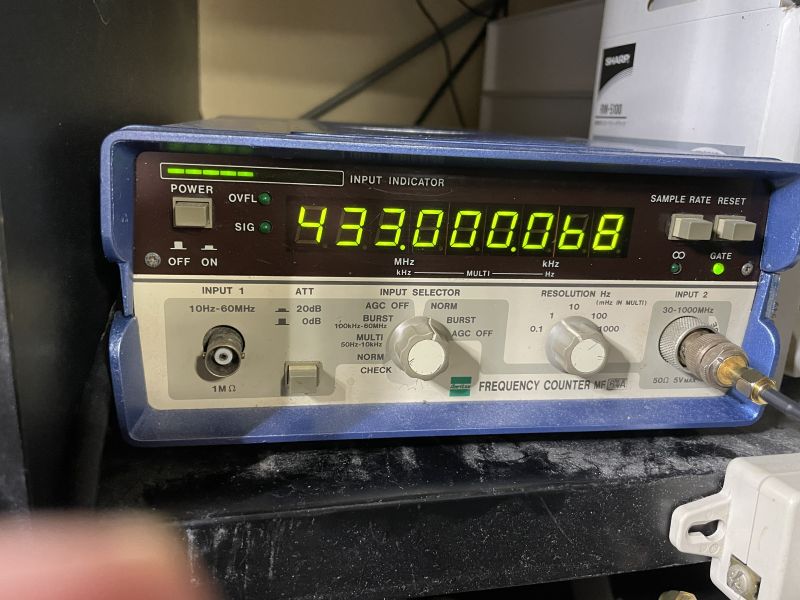 SHARP
INPUT INDICATOR
POWER
OVFL
SIG
OFF ON
433.000.068
MHz kHz
kHz MULTI Hz
SAMPLE RATE RESET
∞ GATE
INPUT 1
10Hz-60MHz
1MΩ
ATT
20dB
0dB
INPUT SELECTOR
AGC OFF NORM
BURST
100kHz-60MHz
BURST
MULTI
50Hz-10kHz
AGC OFF
NORM
CHECK
RESOLUTION Hz
(mHz IN MULTI)
10
1 100
0.1 1000
INPUT 2
30-1000MHz
50Ω 5V MAX
FREQUENCY COUNTER